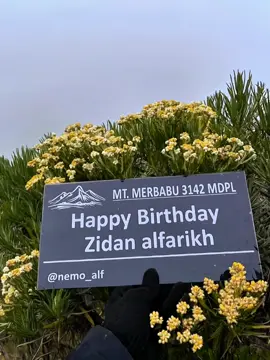 MT. MERBABU 3142 MDPL
Happy Birthday
Zidan alfarikh
@nemo_alf